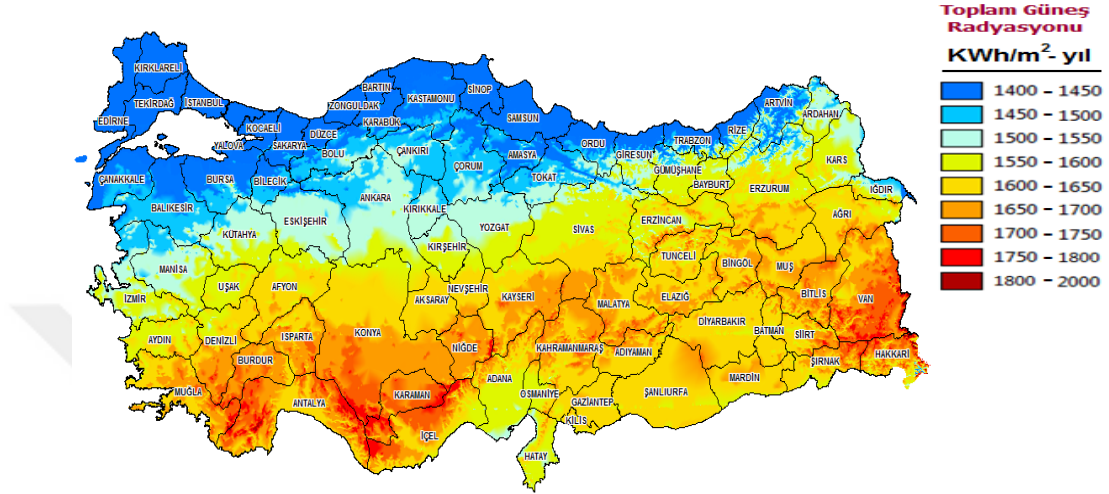 Toplam Güneş
Radyasyonu
KWh/m²- yıl
1400 – 1450
1450 – 1500
1500 – 1550
1550 – 1600
1600 – 1650
1650 – 1700
1700 – 1750
1750 – 1800
1800 – 2000
KIRKLARELİ
TEKİRDAĞ
İSTANBUL
EDİRNE
KOCAELİ
YALOVA
SAKARYA
DÜZCE
BOLU
ZONGULDAK
BARTIN
KARABÜK
KASTAMONU
SİNOP
SAMSUN
ÇANKIRI
ÇORUM
AMASYA
TOKAT
ORDU
GİRESUN
TRABZON
RİZE
ARTVİN
ARDAHAN
GÜMÜŞHANE
BAYBURT
ERZURUM
KARS
IĞDIR
AĞRI
ÇANAKKALE
BURSA
BİLECİK
BALIKESİR
KÜTAHYA
ESKİŞEHİR
ANKARA
KIRIKKALE
YOZGAT
KIRŞEHİR
SİVAS
ERZİNCAN
TUNCELİ
BİNGÖL
MUŞ
BİTLİS
VAN
MANİSA
İZMİR
UŞAK
AFYON
AKSARAY
NEVŞEHİR
KAYSERİ
MALATYA
ELAZIĞ
DİYARBAKIR
BATMAN
SİİRT
ŞIRNAK
HAKKARİ
AYDIN
DENİZLİ
ISPARTA
BURDUR
KONYA
NİĞDE
KAHRAMANMARAŞ
ADIYAMAN
MARDİN
ŞANLIURFA
MUĞLA
ANTALYA
KARAMAN
İÇEL
ADANA
OSMANİYE
GAZİANTEP
KİLİS
HATAY